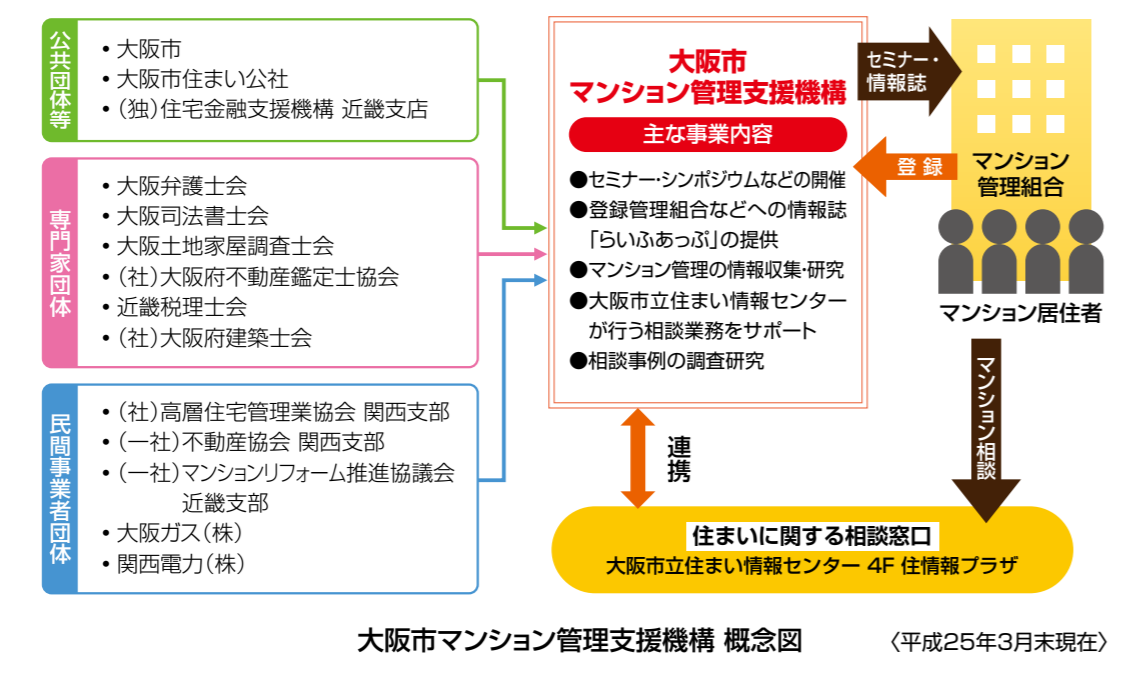 公共団体等
• 大阪市
• 大阪市住まい公社
• （独）住宅金融支援機構 近畿支店
専門家団体
• 大阪弁護士会
• 大阪司法書士会
• 大阪土地家屋調査士会
• （社）大阪府不動産鑑定士協会
• 近畿税理士会
• （社）大阪府建築士会
民間事業者団体
• （社）高層住宅管理業協会 関西支部
• （一社）不動産協会 関西支部
• （一社）マンションリフォーム推進協議会
近畿支部
• 大阪ガス（株）
• 関西電力（株）
大阪市
マンション管理支援機構
主な事業内容
●セミナー・シンポジウムなどの開催
●登録管理組合などへの情報誌
「らいふあっぷ」の提供
●マンション管理の情報収集・研究
●大阪市立住まい情報センター
が行う相談業務をサポート
●相談事例の調査研究
セミナー・
情報誌
登録
マンション
管理組合
マンション居住者
マンション相談
連携
住まいに関する相談窓口
大阪市立住まい情報センター 4F 住情報プラザ
大阪市マンション管理支援機構 概念図
〈平成25年3月末現在〉